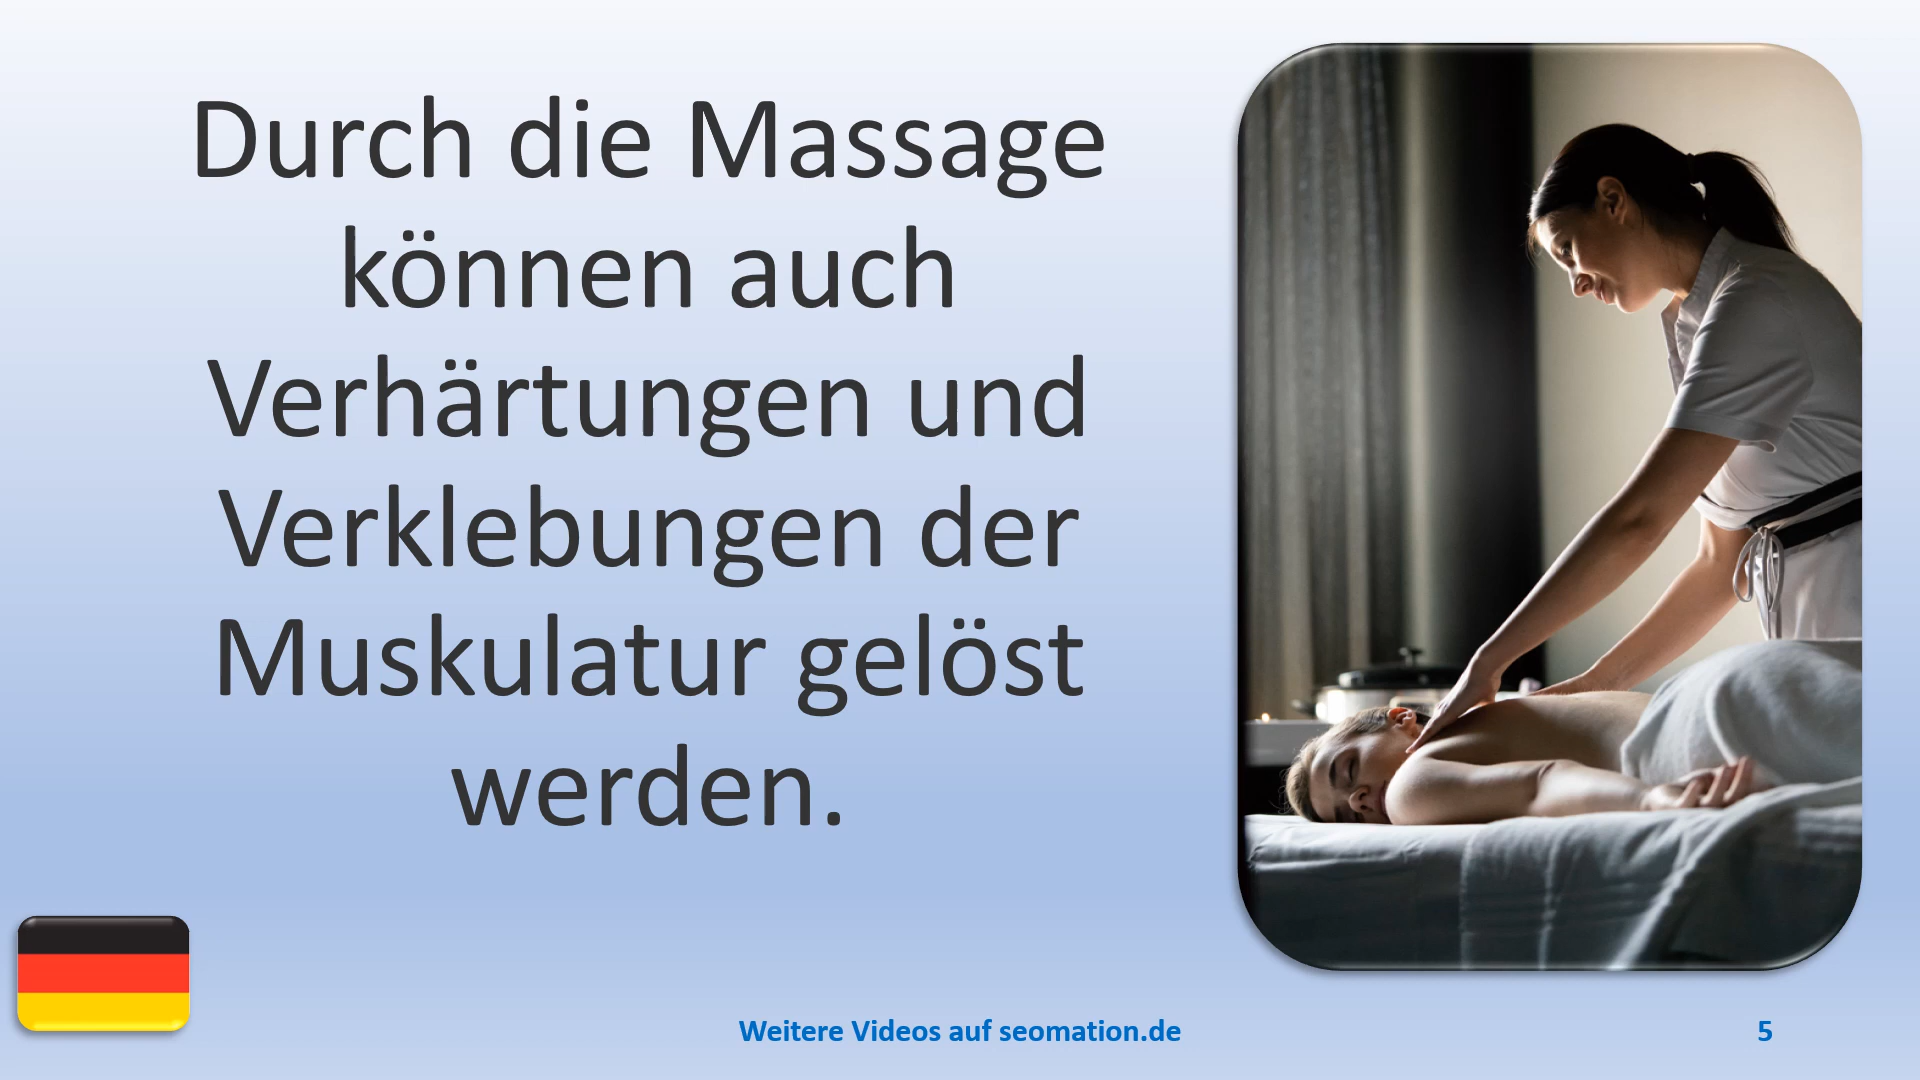 Durch die Massage
können auch
Verhärtungen und
Verklebungen der
Muskulatur gelöst
werden.
Weitere Videos auf seomation.de
5